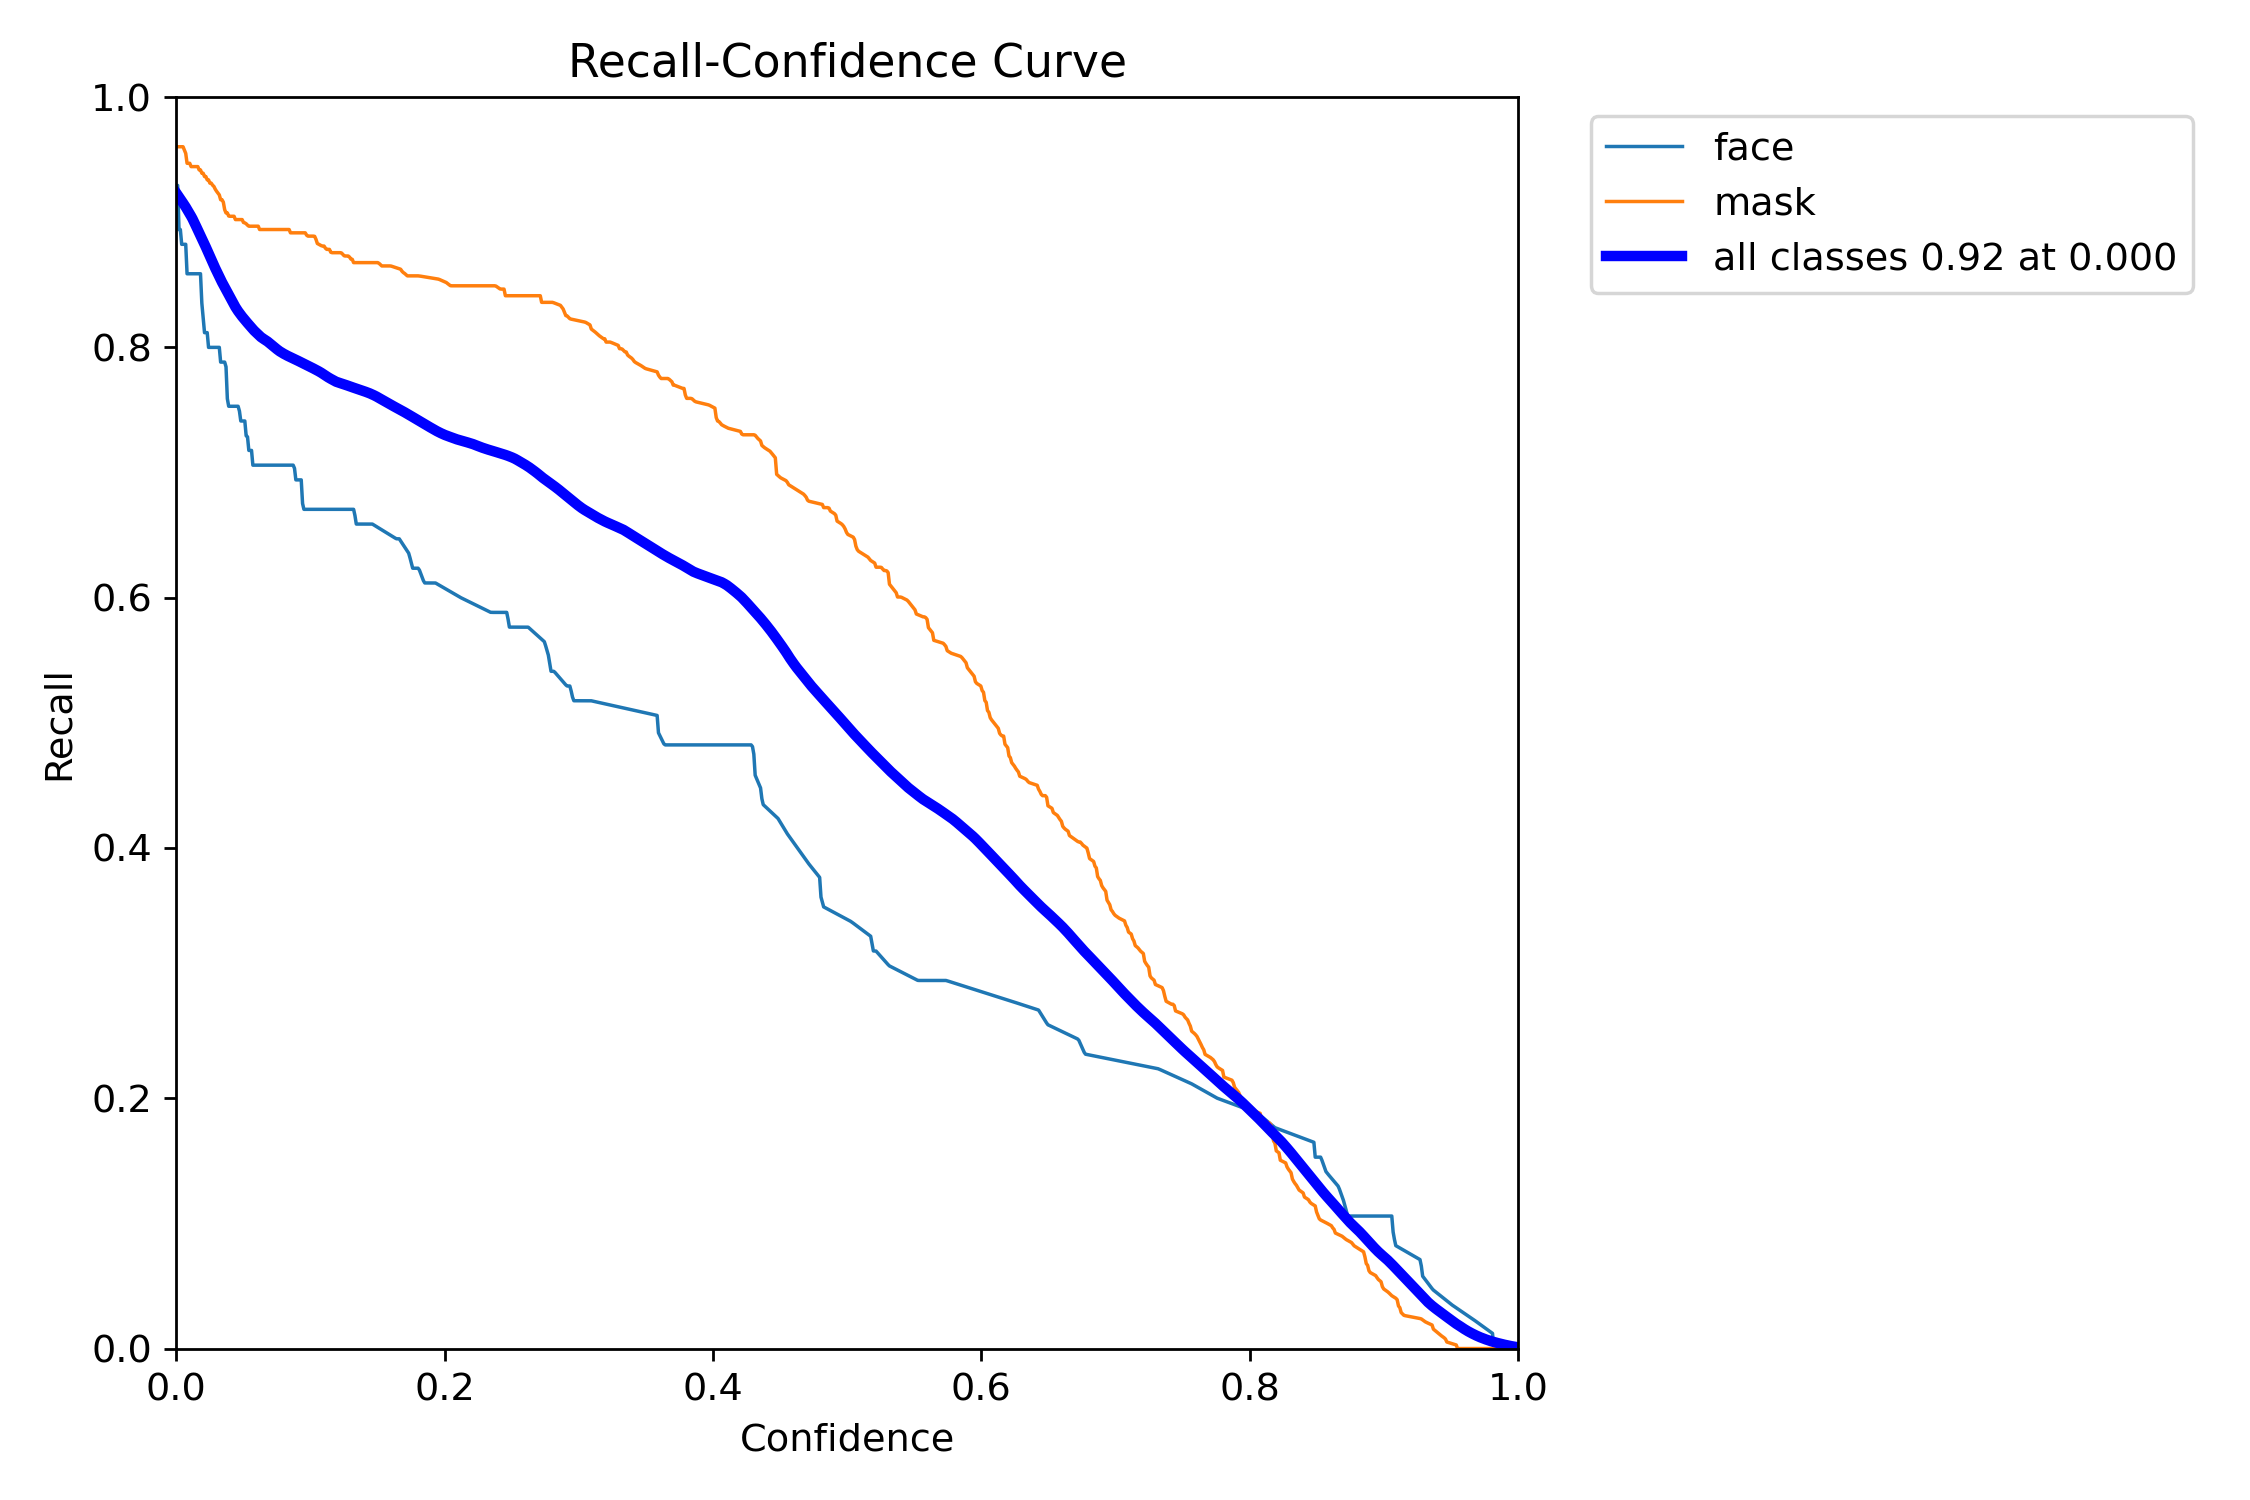 Recall-Confidence Curve
1.0
0.8
0.6
0.4
0.2
0.0
Recall
0.0 0.2 0.4 0.6 0.8 1.0
Confidence
face
mask
all classes 0.92 at 0.000